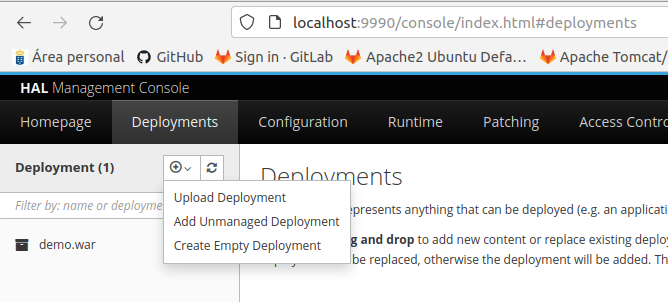 localhost:9990/console/index.html#deployments
Área personal GitHub Sign in · GitLab Apache2 Ubuntu Defa… Apache Tomcat/
HAL Management Console
Homepage Deployments Configuration Runtime Patching Access Contro
Deployment (1)
Deployments
Filter by: name or deployme
Upload Deployment
Add Unmanaged Deployment
Create Empty Deployment
demo.war
epresents anything that can be deployed (e.g. an applicatio
g and drop to add new content or replace existing deploy
be replaced, otherwise the deployment will be added. Th